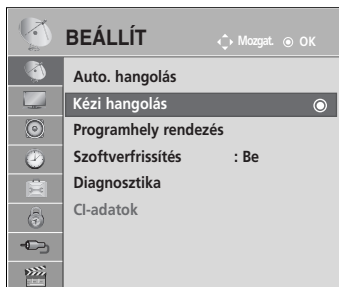 BEÁLLÍT Mozgat. OK
Auto. hangolás
Kézi hangolás
Programhely rendezés
Szoftverfrissítés : Be
Diagnosztika
CI-adatok